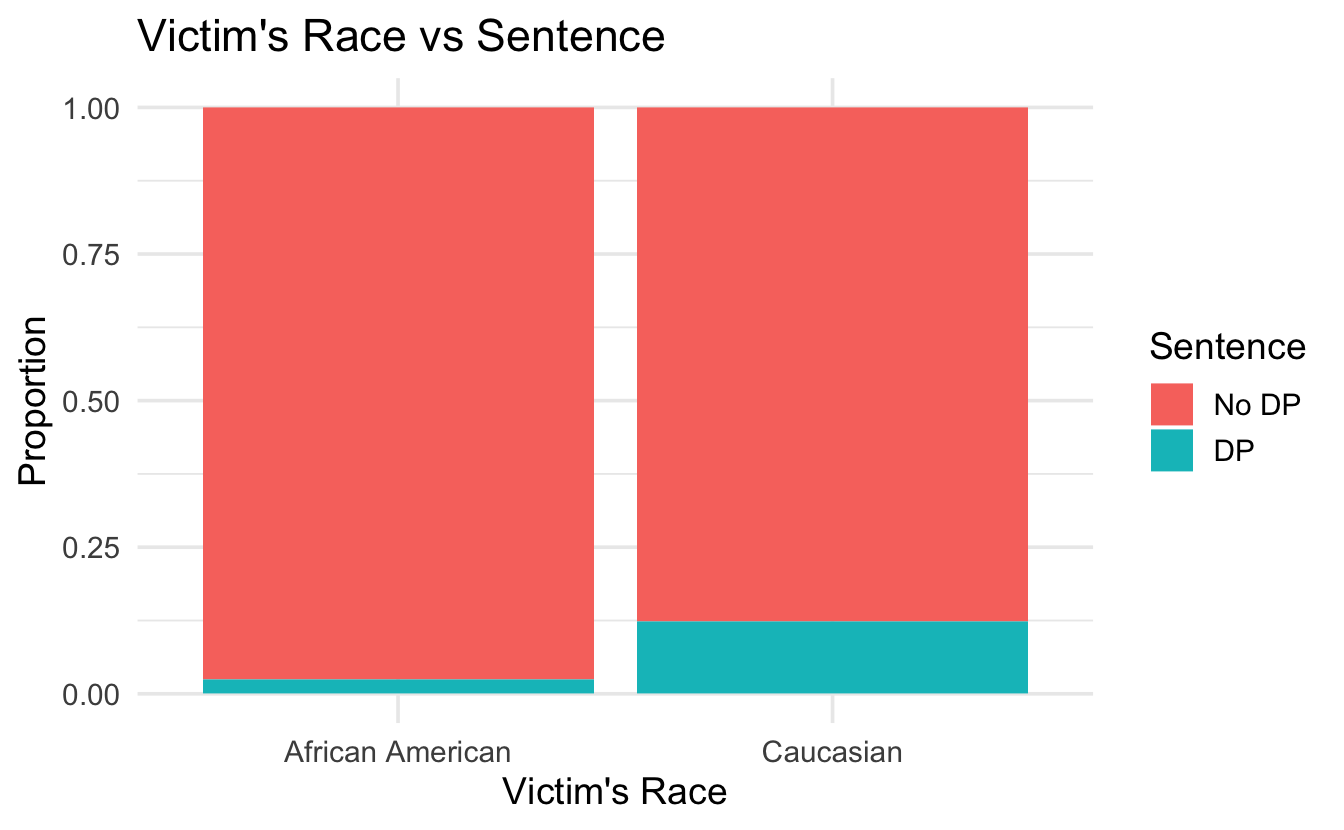 Victim's Race vs Sentence
1.00
0.75
0.50
0.25
0.00
Proportion
African American
Caucasian
Victim's Race
Sentence
No DP
DP